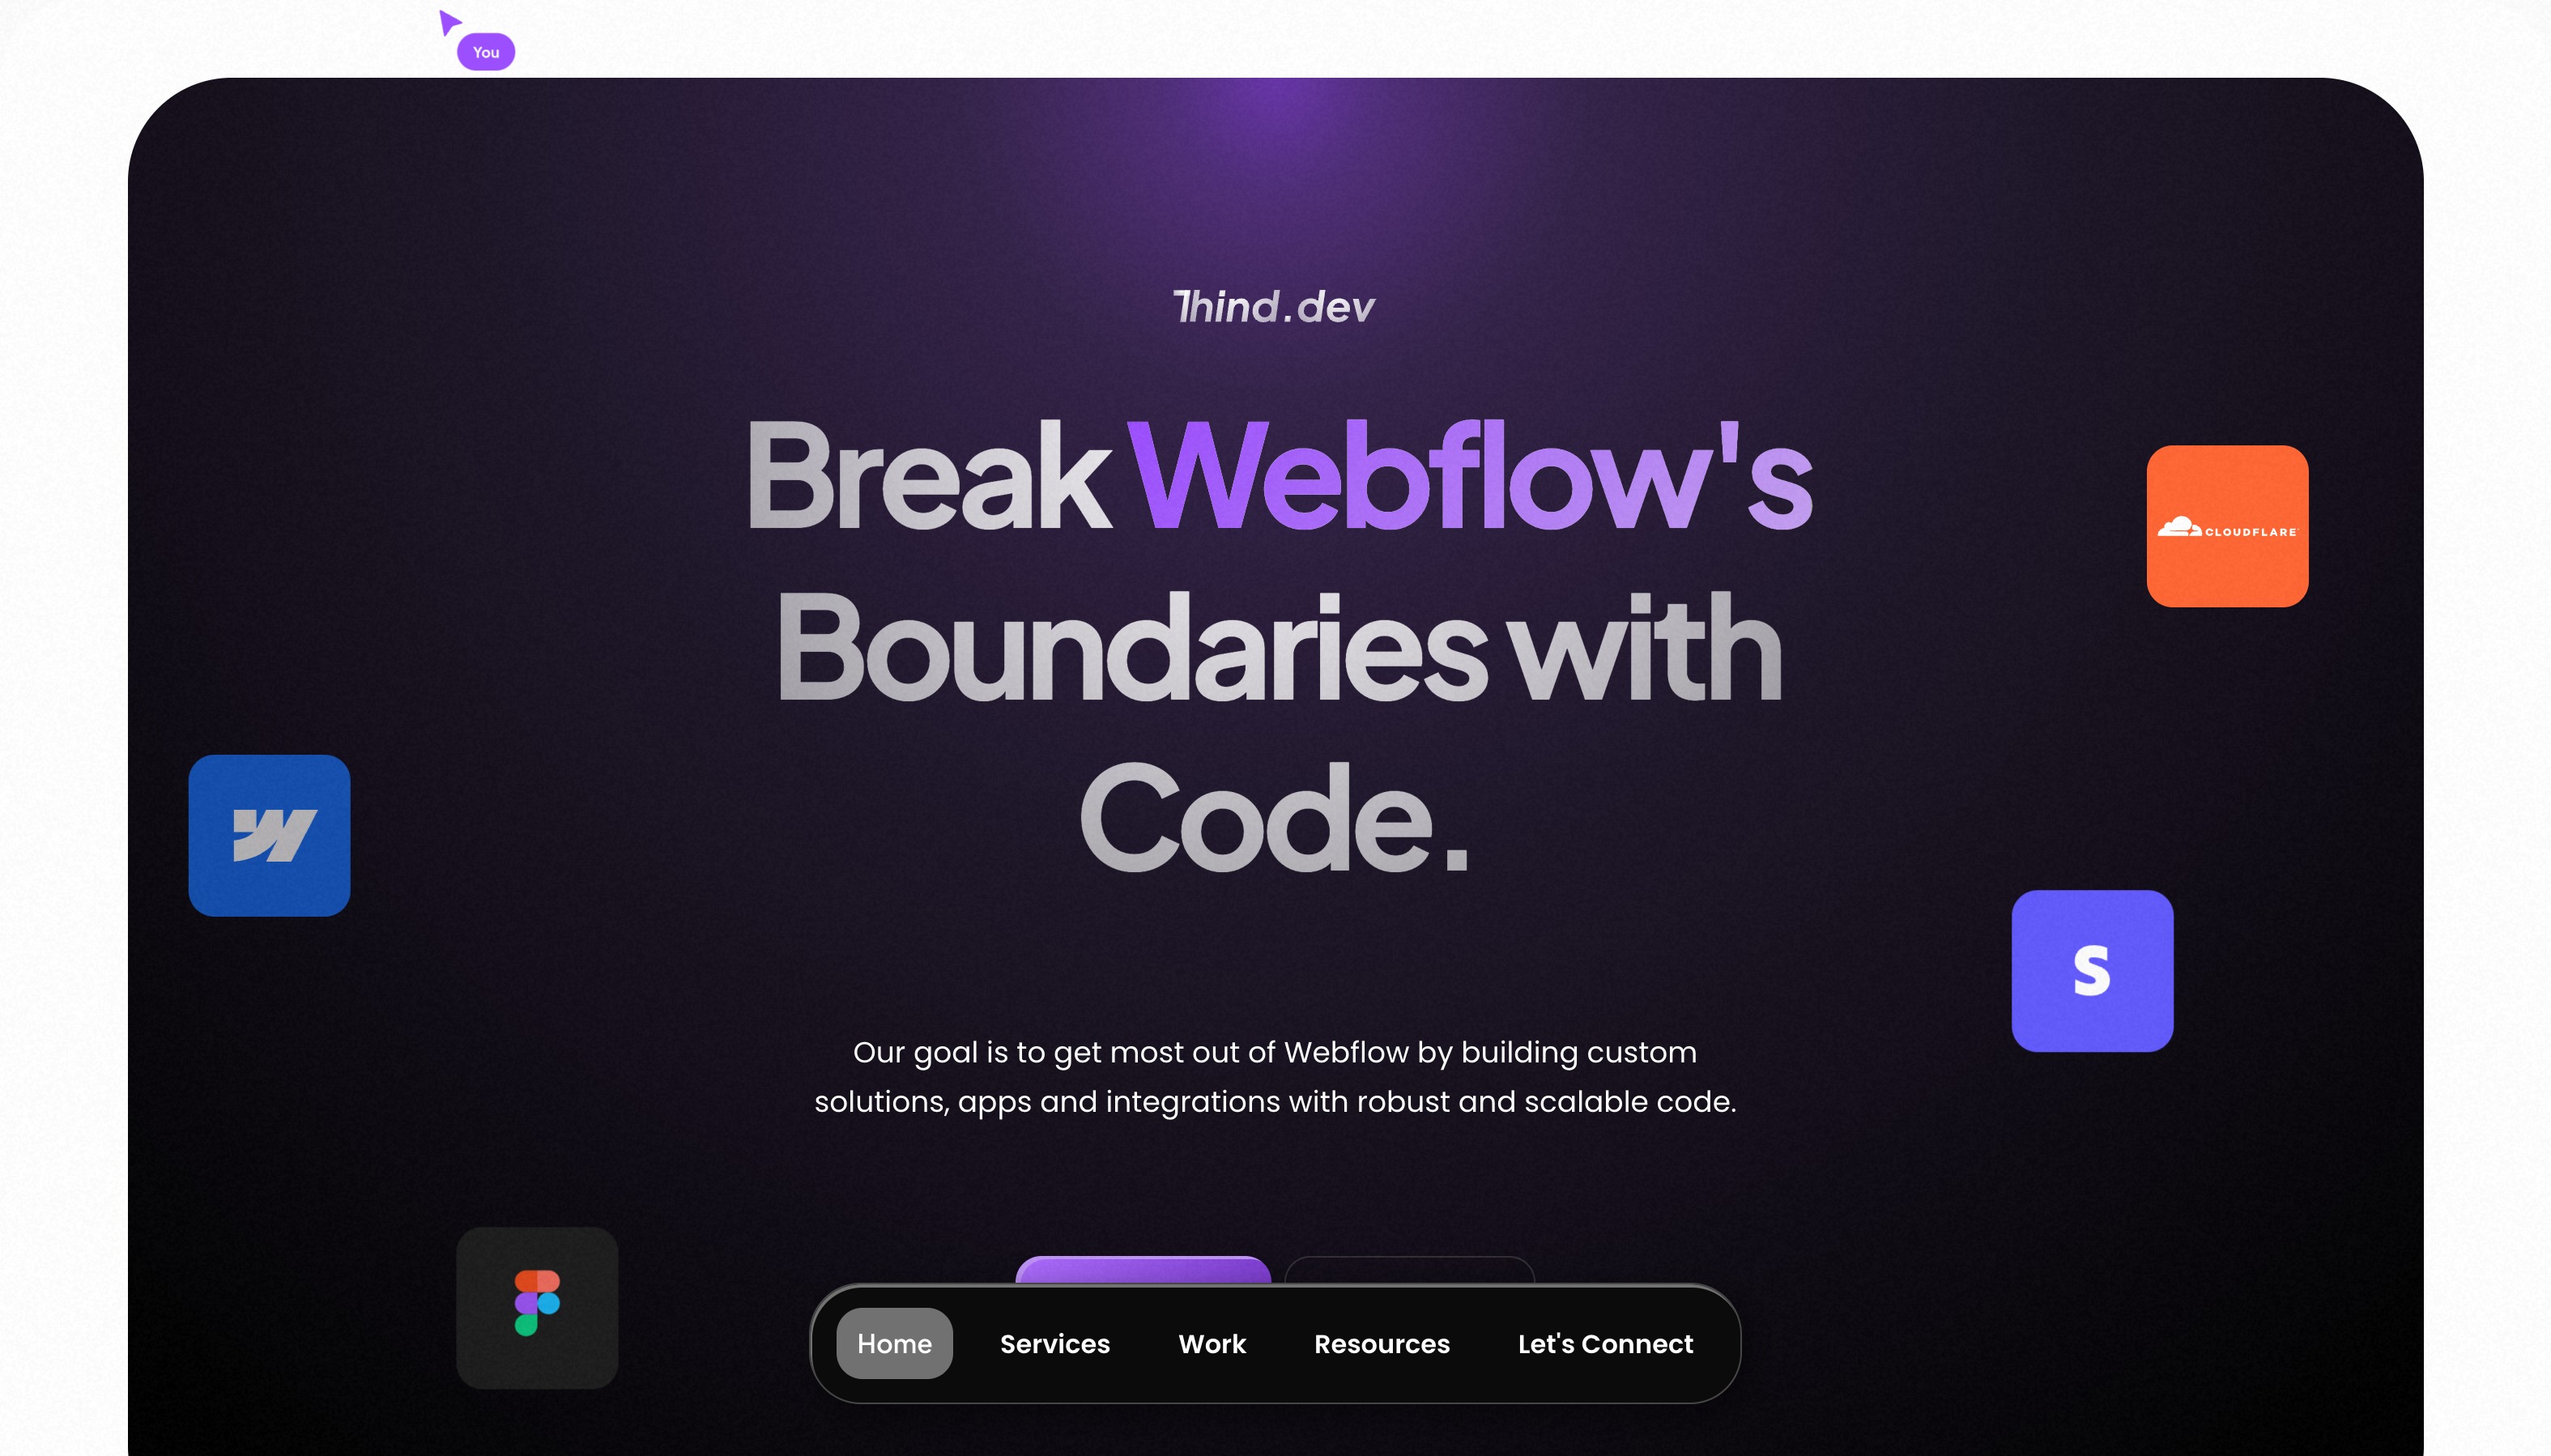 You
Thind.dev
Break Webflow's
Boundaries with
Code.
CLOUDFLARE
S
Our goal is to get most out of Webflow by building custom
solutions, apps and integrations with robust and scalable code.
Home Services Work Resources Let's Connect